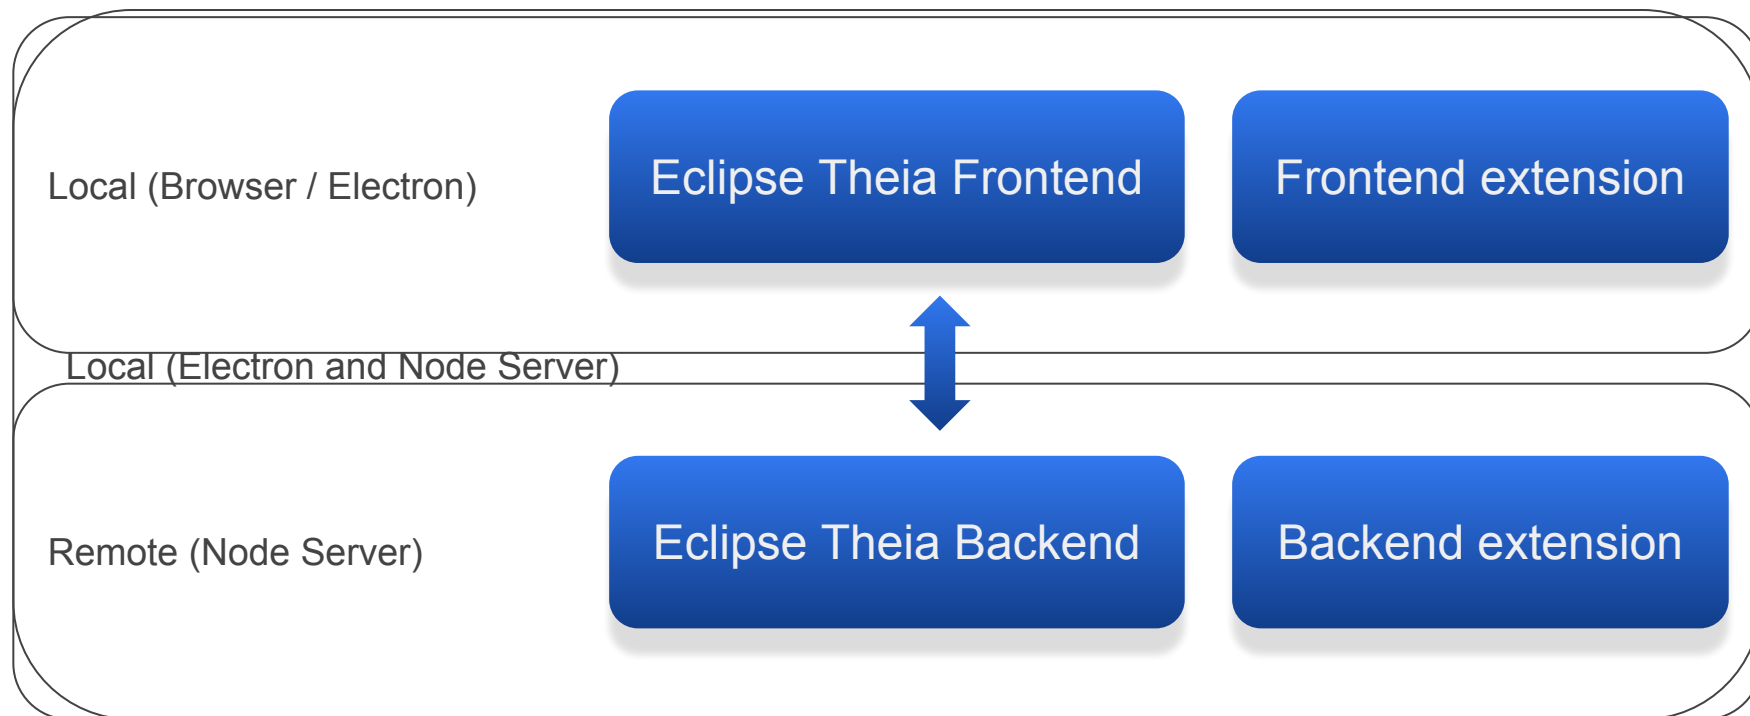 Local (Browser / Electron)
Eclipse Theia Frontend
Frontend extension
Local (Electron and Node Server)
Remote (Node Server)
Eclipse Theia Backend
Backend extension